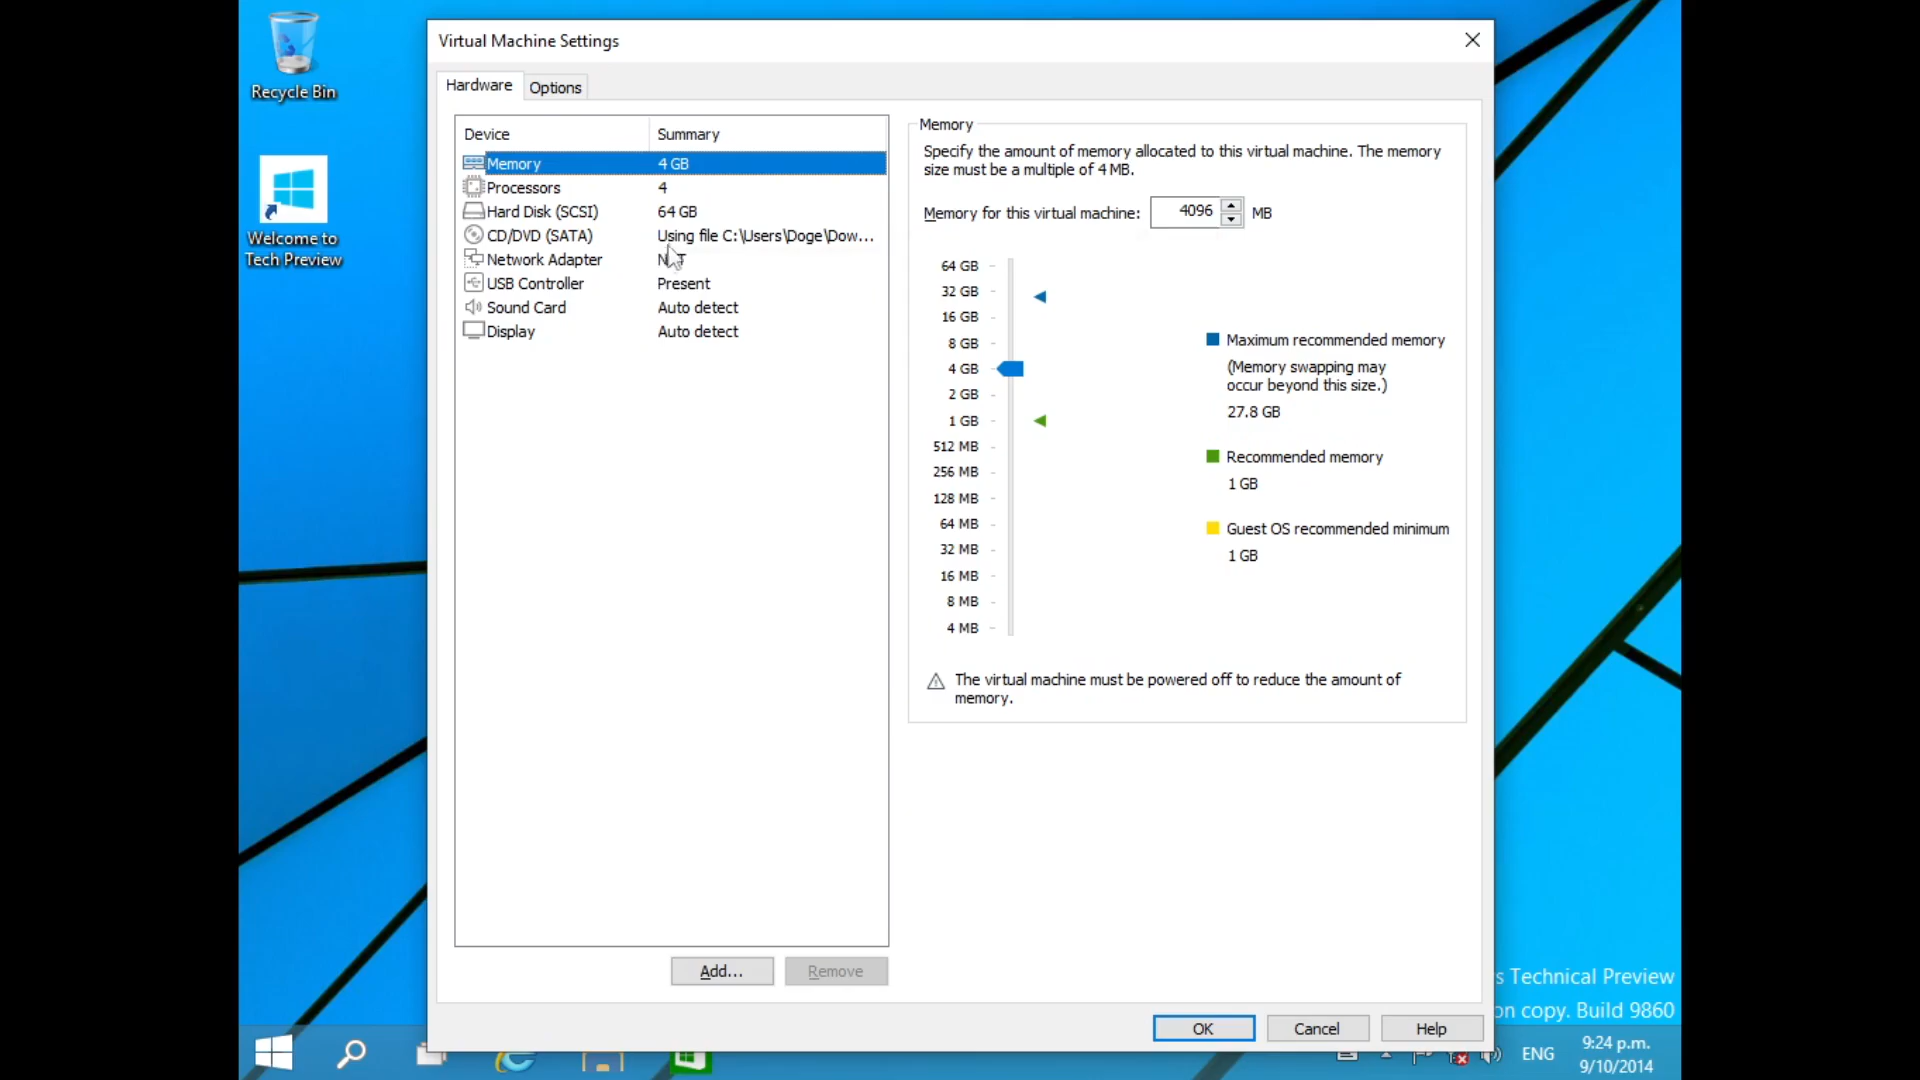 Recycle Bin
Welcome to
Tech Preview
Virtual Machine Settings
Hardware
Options
Device Summary
Memory 4 GB
Processors 4
Hard Disk (SCSI) 64 GB
CD/DVD (SATA) Using file C:\Users\Doge\Dow...
Network Adapter
USB Controller Present
Sound Card Auto detect
Display Auto detect
Add...
Remove
Memory
Specify the amount of memory allocated to this virtual machine. The memory
size must be a multiple of 4 MB.
Memory for this virtual machine: 4096 MB
64 GB
32 GB
16 GB
8 GB
4 GB
2 GB
1 GB
512 MB
256 MB
128 MB
64 MB
32 MB
16 MB
8 MB
4 MB
Maximum recommended memory
(Memory swapping may
occur beyond this size.)
27.8 GB
Recommended memory
1 GB
Guest OS recommended minimum
1 GB
The virtual machine must be powered off to reduce the amount of
memory.
OK
Cancel
Help
s Technical Preview
on copy. Build 9860
ENG
9:24 p.m.
9/10/2014